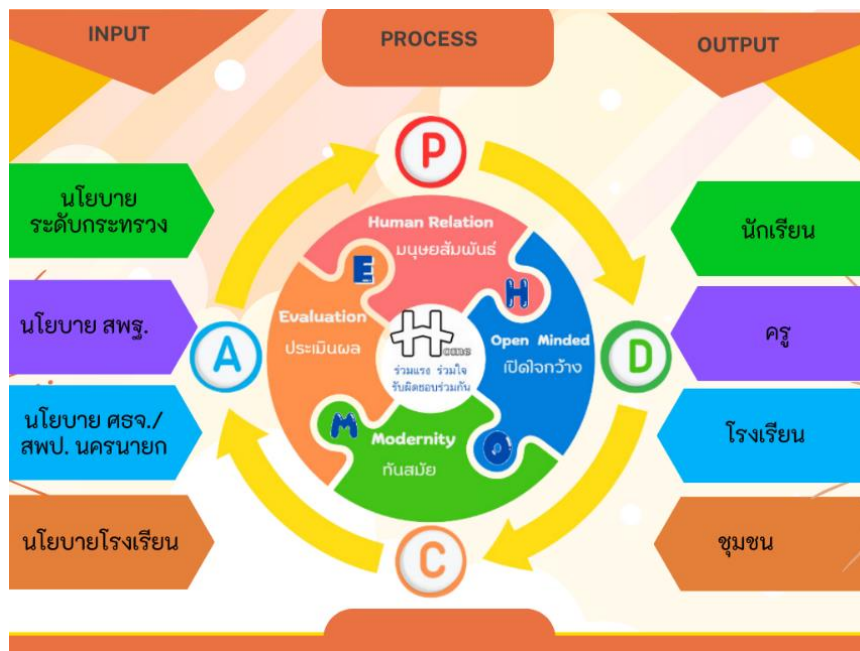 INPUT
PROCESS
OUTPUT
นโยบาย
ระดับกระทรวง
นโยบาย สพฐ.
นโยบาย ศธจ./
สพป. นครนายก
นโยบายโรงเรียน
P
D
C
A
Human Relation
มนุษยสัมพันธ์
H
Open Minded
เปิดใจกว้าง
O
Modernity
ทันสมัย
M
Evaluation
ประเมินผล
E
Home
ร่วมแรง ร่วมใจ
รับผิดชอบร่วมกัน
นักเรียน
ครู
โรงเรียน
ชุมชน